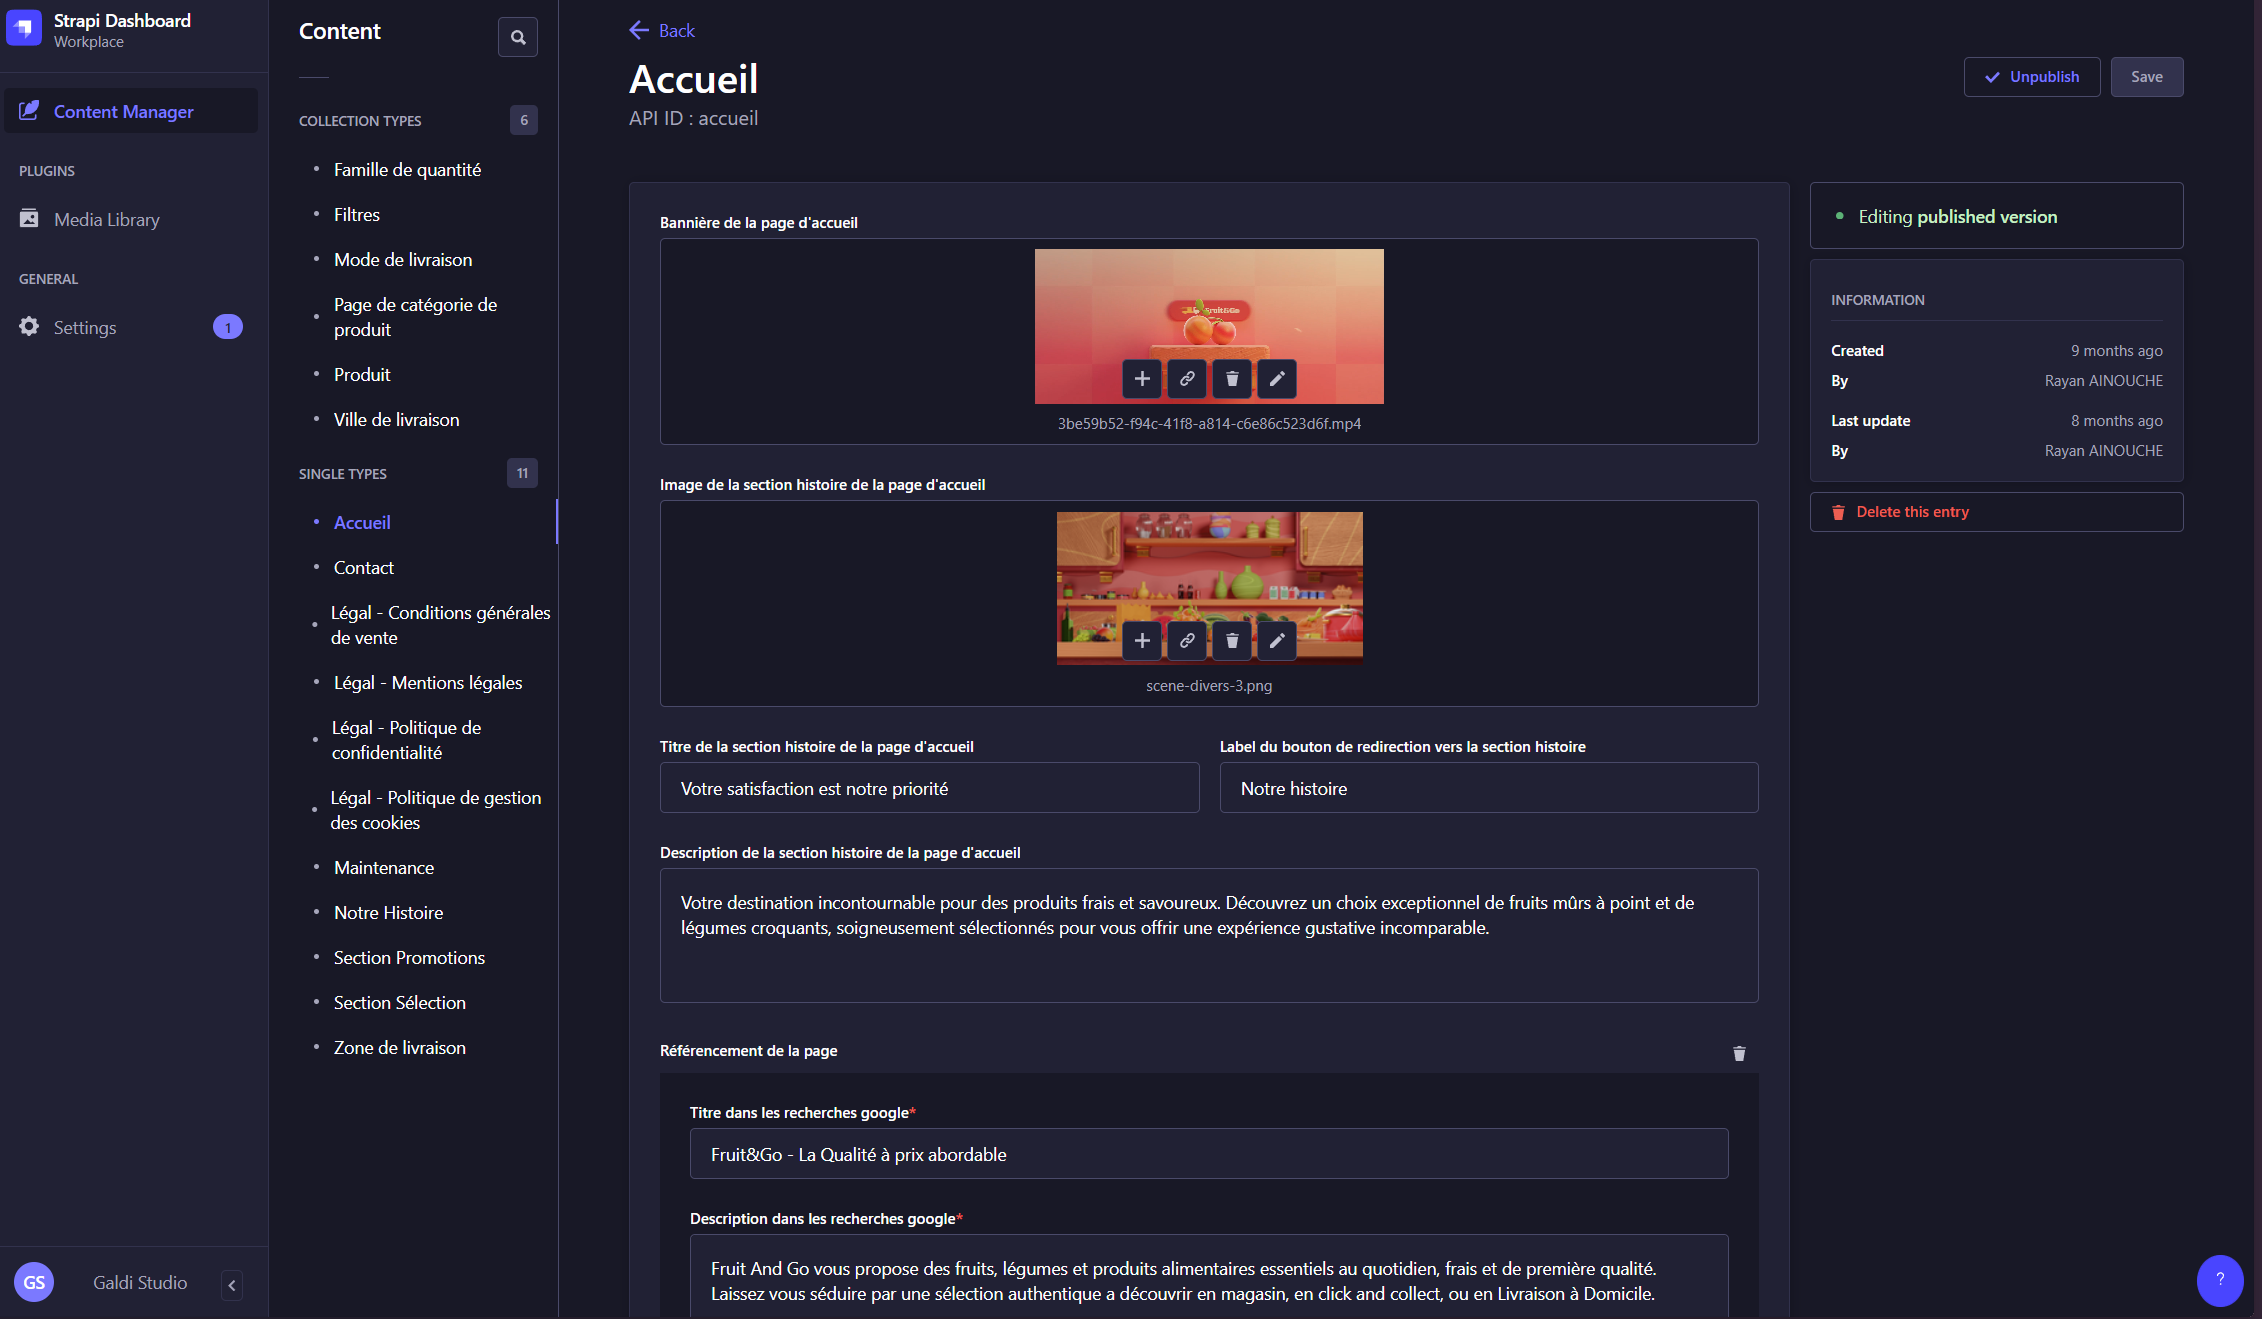 Strapi Dashboard
Workplace
Content Manager
PLUGINS
Media Library
GENERAL
Settings
1
GS
Galdi Studio
Content
COLLECTION TYPES
6
Famille de quantité
Filtres
Mode de livraison
Page de catégorie de
produit
Produit
Ville de livraison
SINGLE TYPES
11
Accueil
Contact
Légal - Conditions générales
de vente
Légal - Mentions légales
Légal - Politique de
confidentialité
Légal - Politique de gestion
des cookies
Maintenance
Notre Histoire
Section Promotions
Section Sélection
Zone de livraison
Back
Accueil
API ID : accueil
Unpublish
Save
Bannière de la page d'accueil
Fruit&Go
3be59b52-f94c-41f8-a814-c6e86c523d6f.mp4
Image de la section histoire de la page d'accueil
scene-divers-3.png
Titre de la section histoire de la page d'accueil
Votre satisfaction est notre priorité
Label du bouton de redirection vers la section histoire
Notre histoire
Description de la section histoire de la page d'accueil
Votre destination incontournable pour des produits frais et savoureux. Découvrez un choix exceptionnel de fruits mûrs à point et de
légumes croquants, soigneusement sélectionnés pour vous offrir une expérience gustative incomparable.
Référencement de la page
Titre dans les recherches google*
Fruit&Go - La Qualité à prix abordable
Description dans les recherches google*
Fruit And Go vous propose des fruits, légumes et produits alimentaires essentiels au quotidien, frais et de première qualité.
Laissez vous séduire par une sélection authentique a découvrir en magasin, en click and collect, ou en Livraison à Domicile.
Editing published version
INFORMATION
Created
9 months ago
By
Rayan AINOUCHE
Last update
8 months ago
By
Rayan AINOUCHE
Delete this entry
?